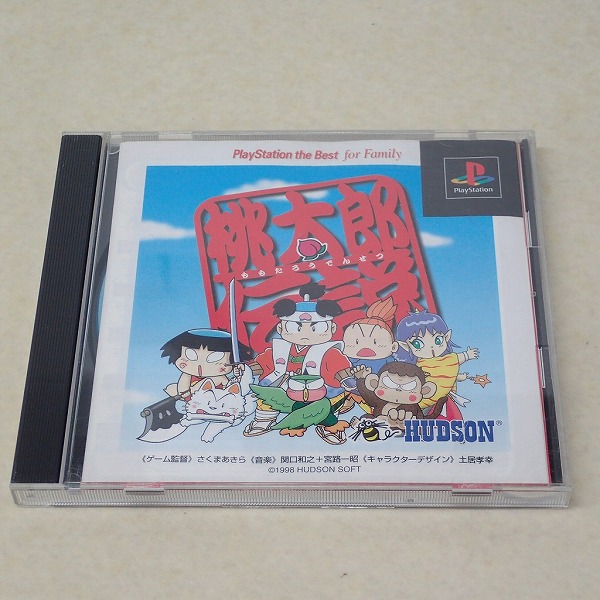 PlayStation the Best for Family
PlayStation
桃太郎
ももたろうでんせつ
伝説
HUDSON®
《ゲーム監督》さくまあきら《音楽》関口和之+宮路一昭《キャラクターデザイン》土居孝幸
©1998 HUDSON SOFT